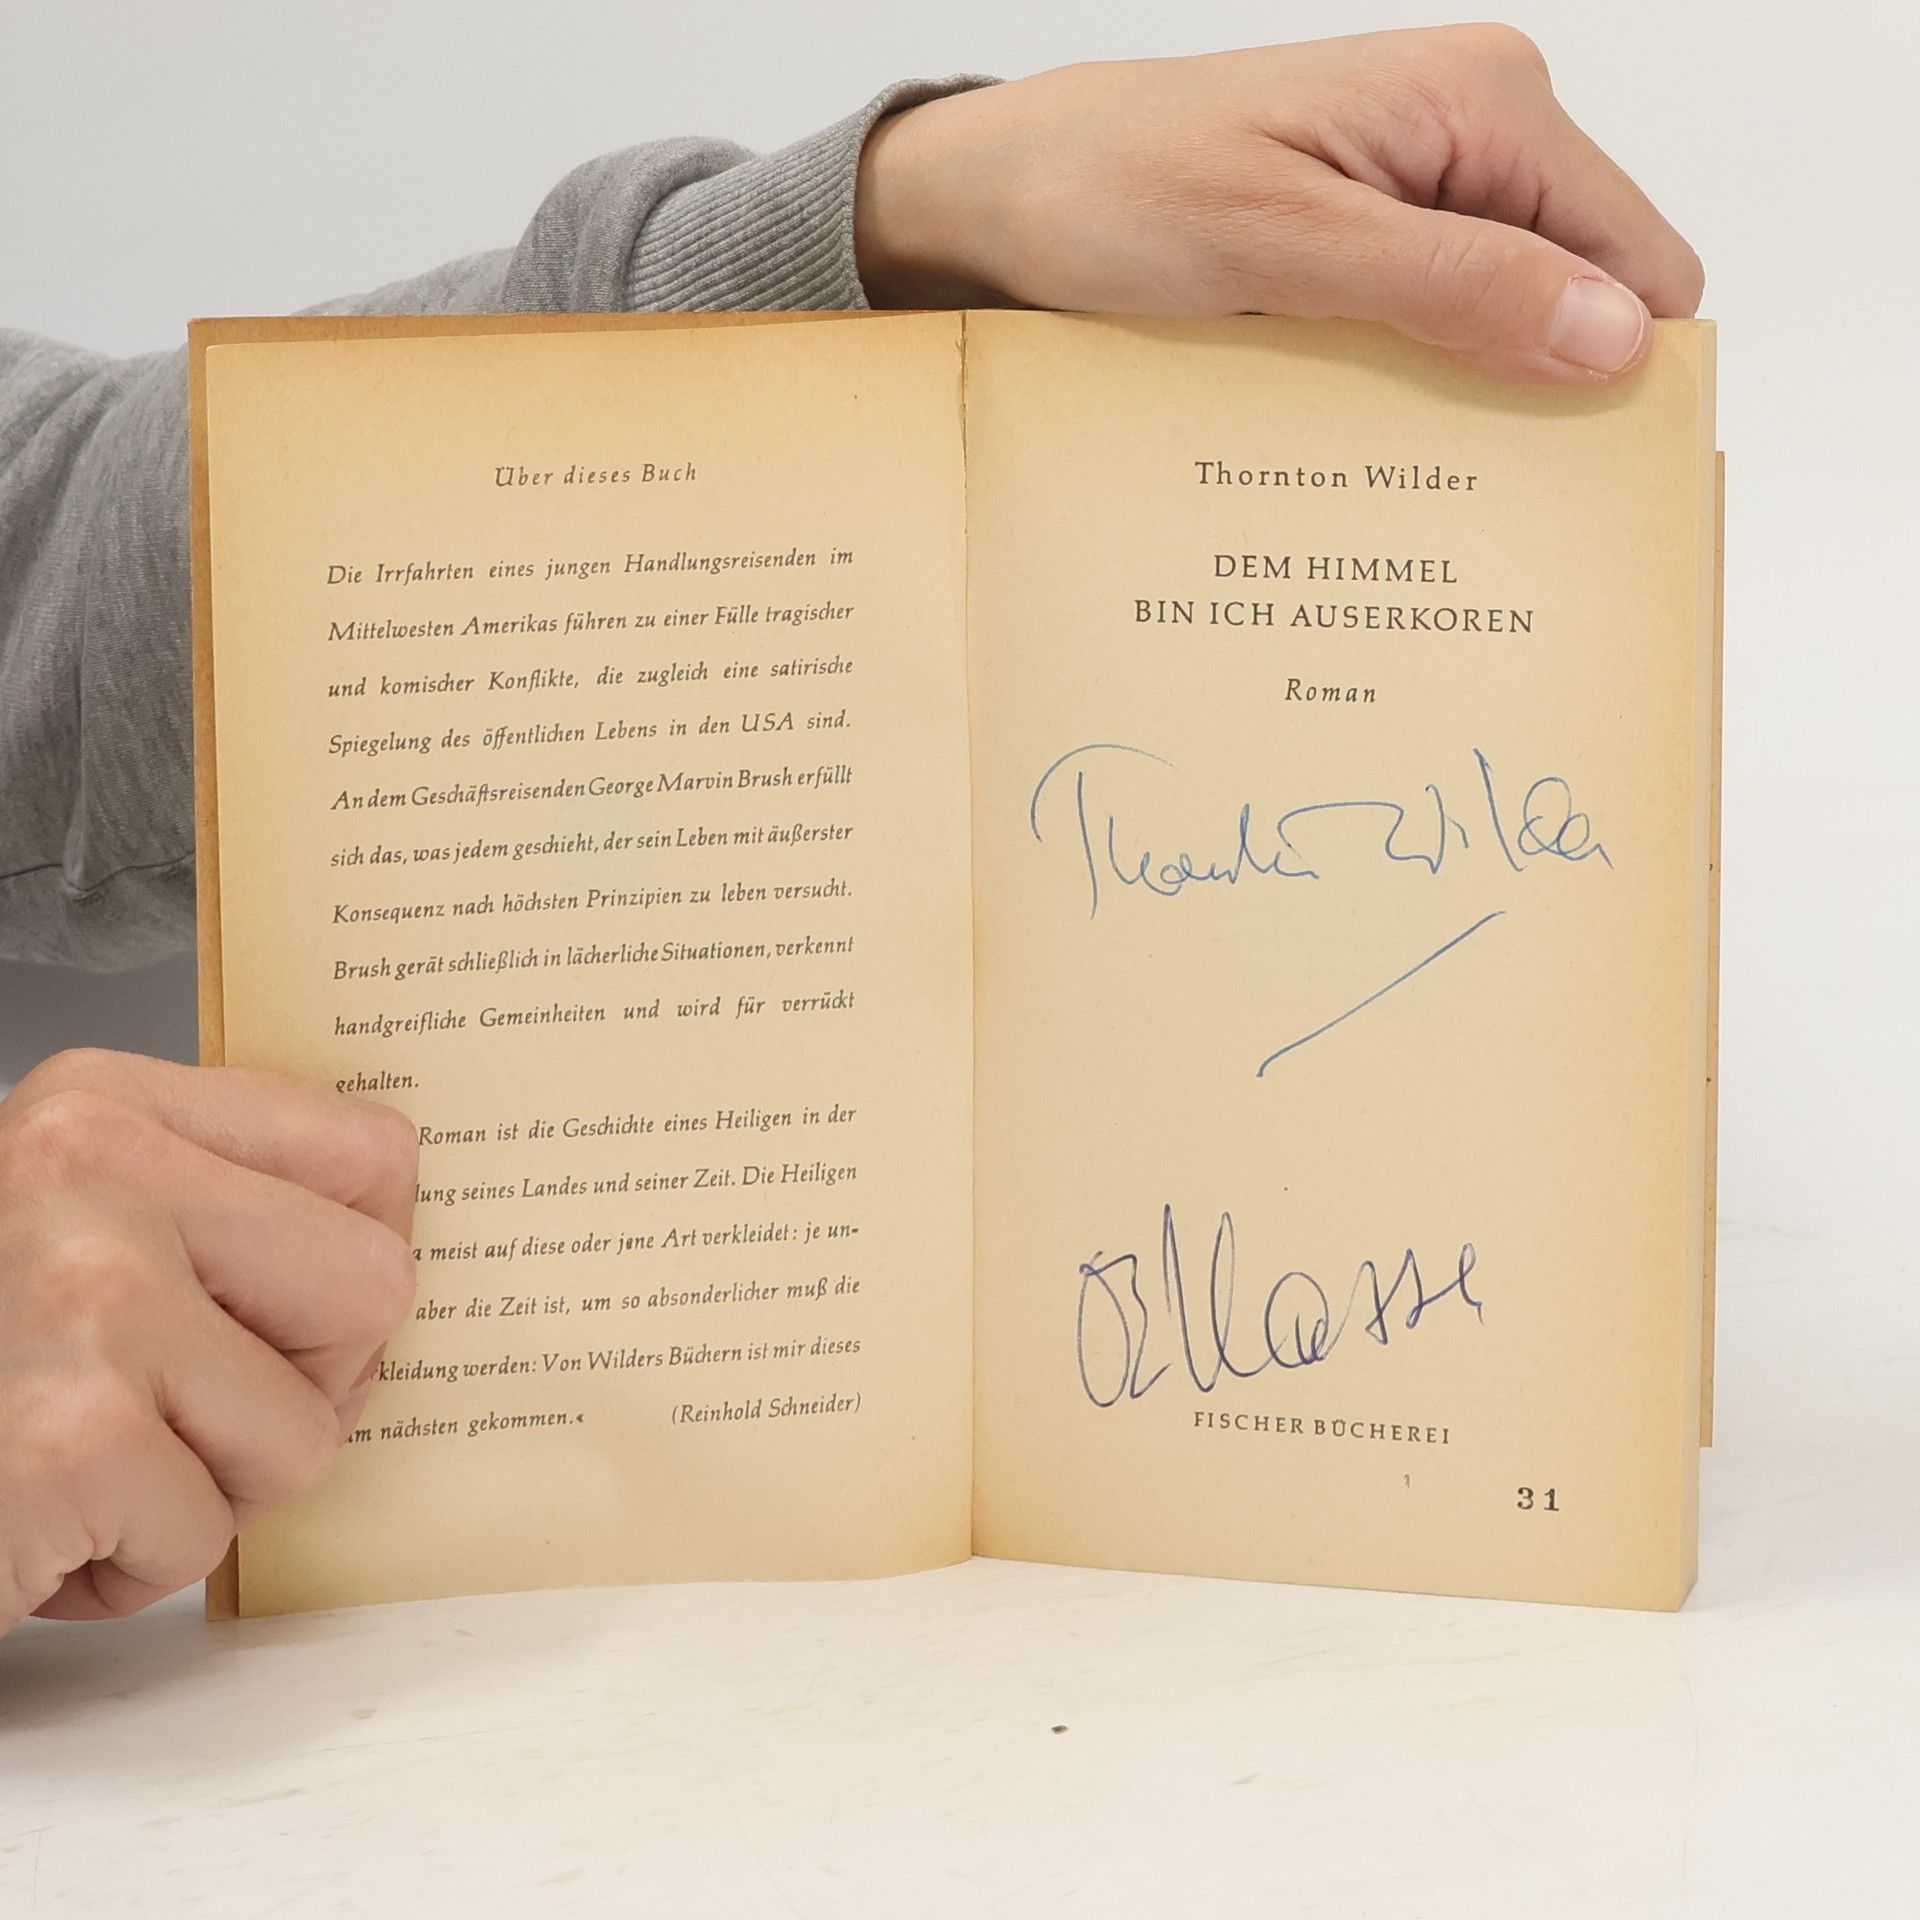 Über dieses Buch
Die Irrfahrten eines jungen Handlungsreisenden im
Mittelwesten Amerikas führen zu einer Fülle tragischer
und komischer Konflikte, die zugleich eine satirische
Spiegelung des öffentlichen Lebens in den USA sind.
An dem Geschäftsreisenden George Marvin Brush erfüllt
sich das, was jedem geschieht, der sein Leben mit äußerster
Konsequenz nach höchsten Prinzipien zu leben versucht.
Brush gerät schließlich in lächerliche Situationen, verkennt
handgreifliche Gemeinheiten und wird für verrückt
gehalten.
Roman ist die Geschichte eines Heiligen in der
lung seines Landes und seiner Zeit. Die Heiligen
a meist auf diese oder jene Art verkleidet: je un-
aber die Zeit ist, um so absonderlicher muß die
rkleidung werden: Von Wilders Büchern ist mir dieses
am nächsten gekommen.« (Reinhold Schneider)
Thornton Wilder
DEM HIMMEL
BIN ICH AUSERKOREN
Roman
Thornton Wilder
FISCHER BÜCHEREI
31